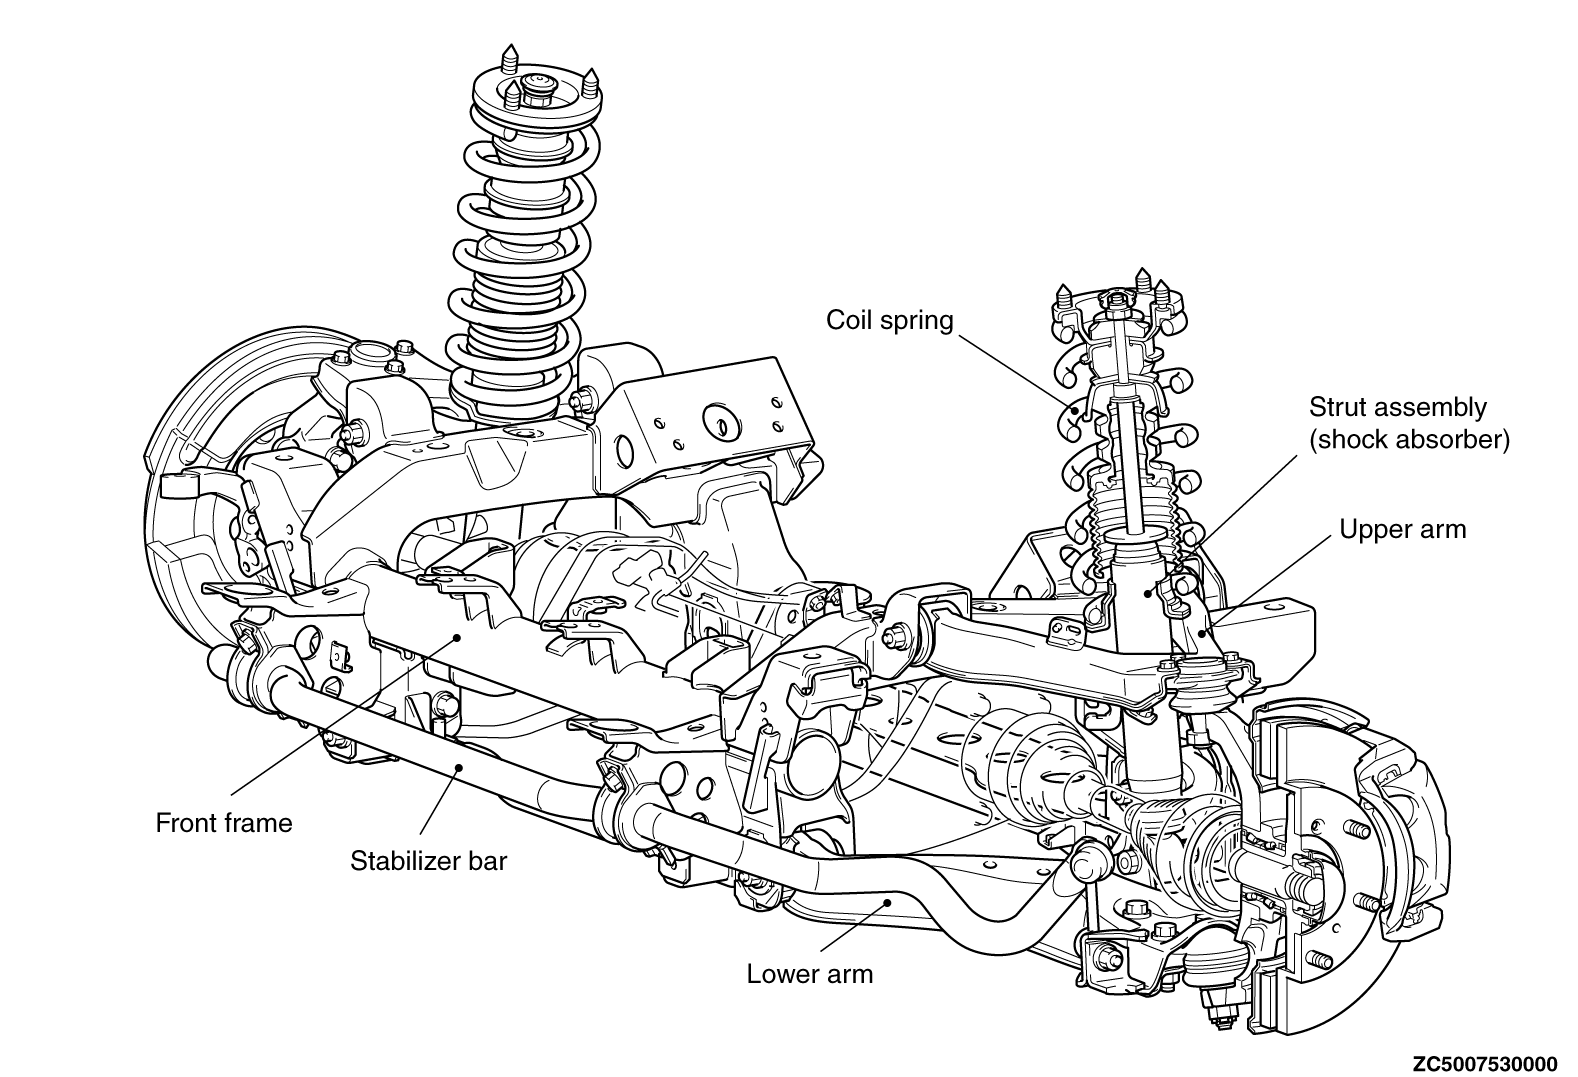 Coil spring
Strut assembly
(shock absorber)
Upper arm
Front frame
Stabilizer bar
Lower arm
ZC5007530000